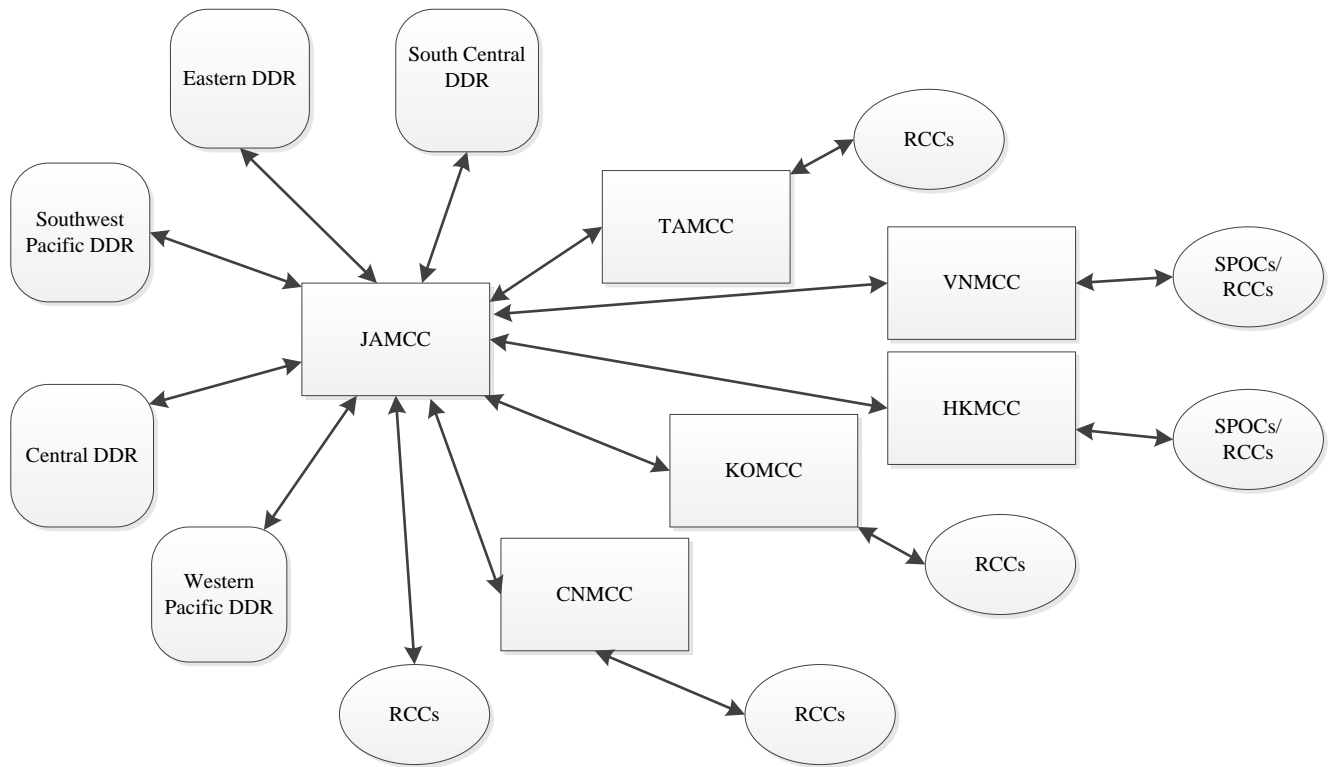 South Central
DDR
Eastern DDR
RCCs
Southwest
Pacific DDR
TAMCC
VNMCC
SPOCs/
RCCs
JAMCC
HKMCC
SPOCs/
RCCs
Central DDR
KOMCC
RCCs
Western
Pacific DDR
CNMCC
RCCs
RCCs